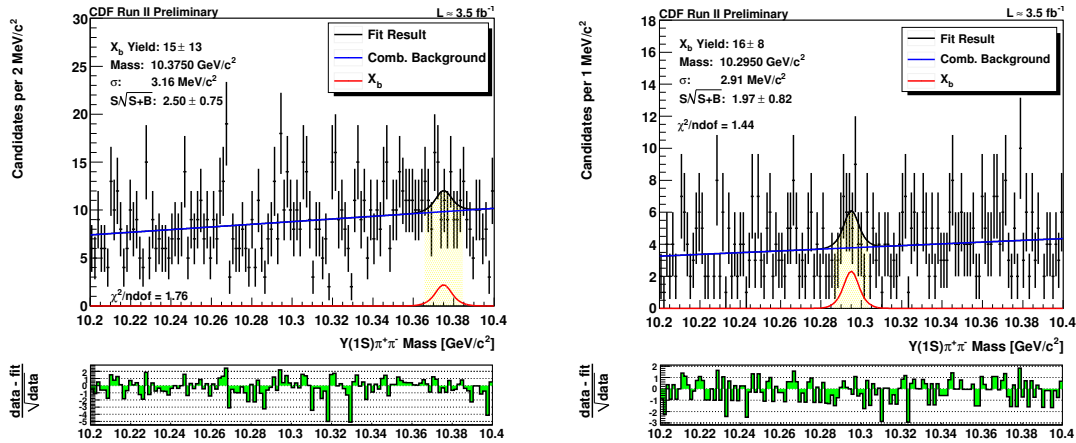 CDF Run II Preliminary
L ≈ 3.5 fb⁻¹
Candidates per 2 MeV/c²
X_b Yield: 15 ± 13
Mass: 10.3750 GeV/c²
σ: 3.16 MeV/c²
S/√S+B: 2.50 ± 0.75
Fit Result
Comb. Background
X_b
χ²/ndof = 1.76
30
25
20
15
10
5
0
10.2 10.22 10.24 10.26 10.28 10.3 10.32 10.34 10.36 10.38 10.4
Υ(1S)π⁺π⁻ Mass [GeV/c²]
data - fit
√data
2
1
0
-1
-2
-3
-4
-5
10.2 10.22 10.24 10.26 10.28 10.3 10.32 10.34 10.36 10.38 10.4
CDF Run II Preliminary
L ≈ 3.5 fb⁻¹
Candidates per 1 MeV/c²
X_b Yield: 16 ± 8
Mass: 10.2950 GeV/c²
σ: 2.91 MeV/c²
S/√S+B: 1.97 ± 0.82
χ²/ndof = 1.44
Fit Result
Comb. Background
X_b
18
16
14
12
10
8
6
4
2
0
10.2 10.22 10.24 10.26 10.28 10.3 10.32 10.34 10.36 10.38 10.4
Υ(1S)π⁺π⁻ Mass [GeV/c²]
data - fit
√data
2
1
0
-1
-2
-3
10.2 10.22 10.24 10.26 10.28 10.3 10.32 10.34 10.36 10.38 10.4